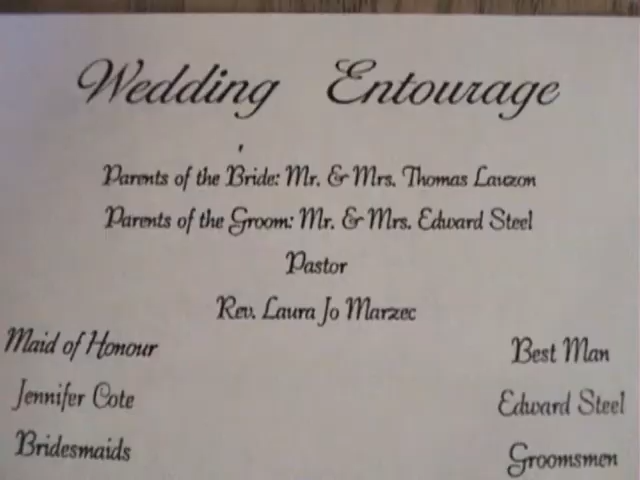 Wedding Entourage
Parents of the Bride: Mr. & Mrs. Thomas Lauzon
Parents of the Groom: Mr. & Mrs. Edward Steel
Pastor
Rev. Laura Jo Marzec
Maid of Honour
Best Man
Jennifer Cote
Edward Steel
Bridesmaids
Groomsmen